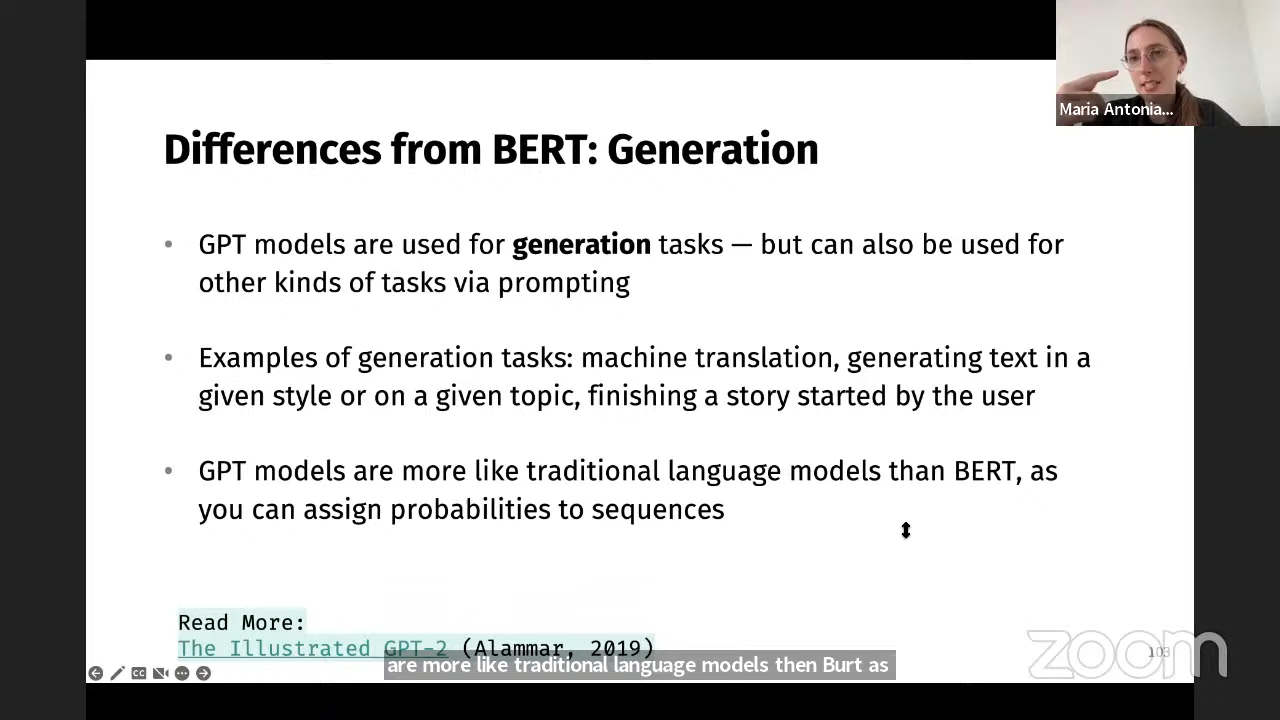 Maria Antonia...
Differences from BERT: Generation
• GPT models are used for generation tasks — but can also be used for
other kinds of tasks via prompting
• Examples of generation tasks: machine translation, generating text in a
given style or on a given topic, finishing a story started by the user
• GPT models are more like traditional language models than BERT, as
you can assign probabilities to sequences
Read More:
The Illustrated GPT-2 (Alammar, 2019)
are more like traditional language models then Burt as
zoom
103